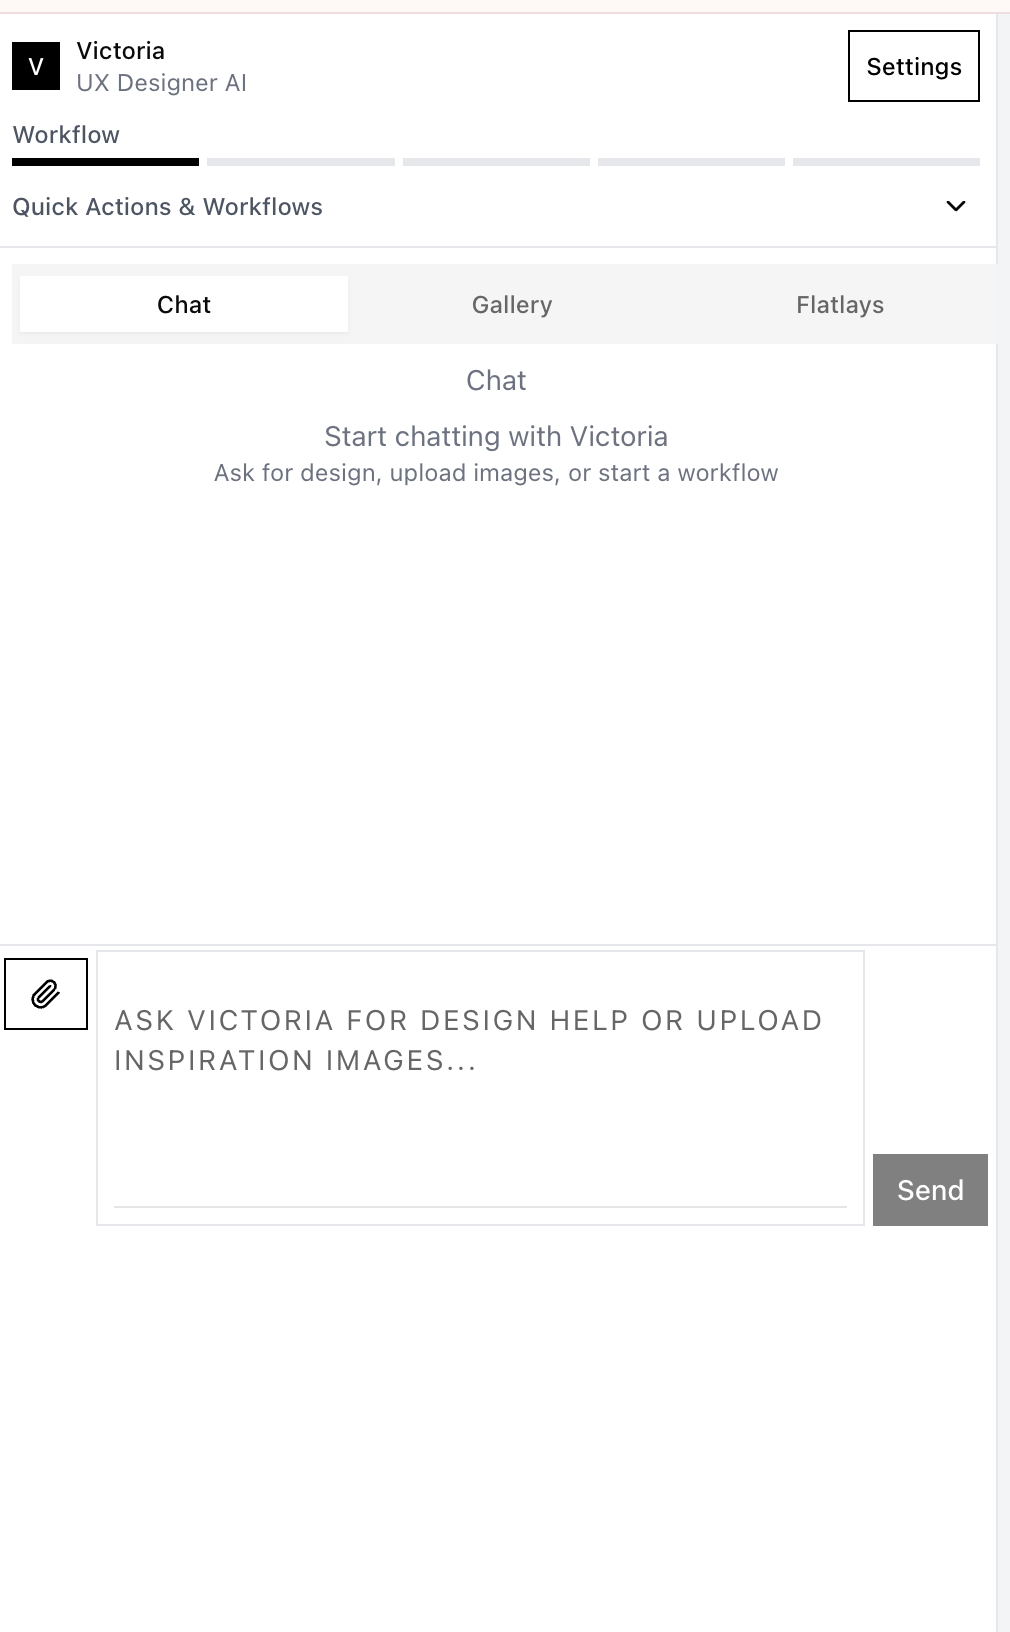 V
Victoria
UX Designer AI
Settings
Workflow
Quick Actions & Workflows
Chat
Gallery
Flatlays
Chat
Start chatting with Victoria
Ask for design, upload images, or start a workflow
ASK VICTORIA FOR DESIGN HELP OR UPLOAD
INSPIRATION IMAGES...
Send